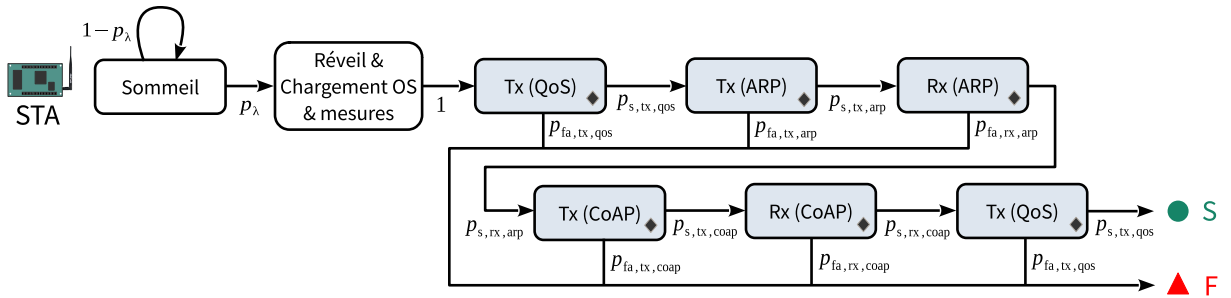 1−p_λ
STA
Sommeil
p_λ
Réveil &
Chargement OS
& mesures
1
Tx (QoS)
p_s,tx,qos
Tx (ARP)
p_s,tx,arp
Rx (ARP)
p_fa,tx,qos
p_fa,tx,arp
p_fa,rx,arp
p_s,rx,arp
Tx (CoAP)
p_s,tx,coap
Rx (CoAP)
p_s,rx,coap
Tx (QoS)
p_s,tx,qos
S
p_fa,tx,coap
p_fa,rx,coap
p_fa,tx,qos
F